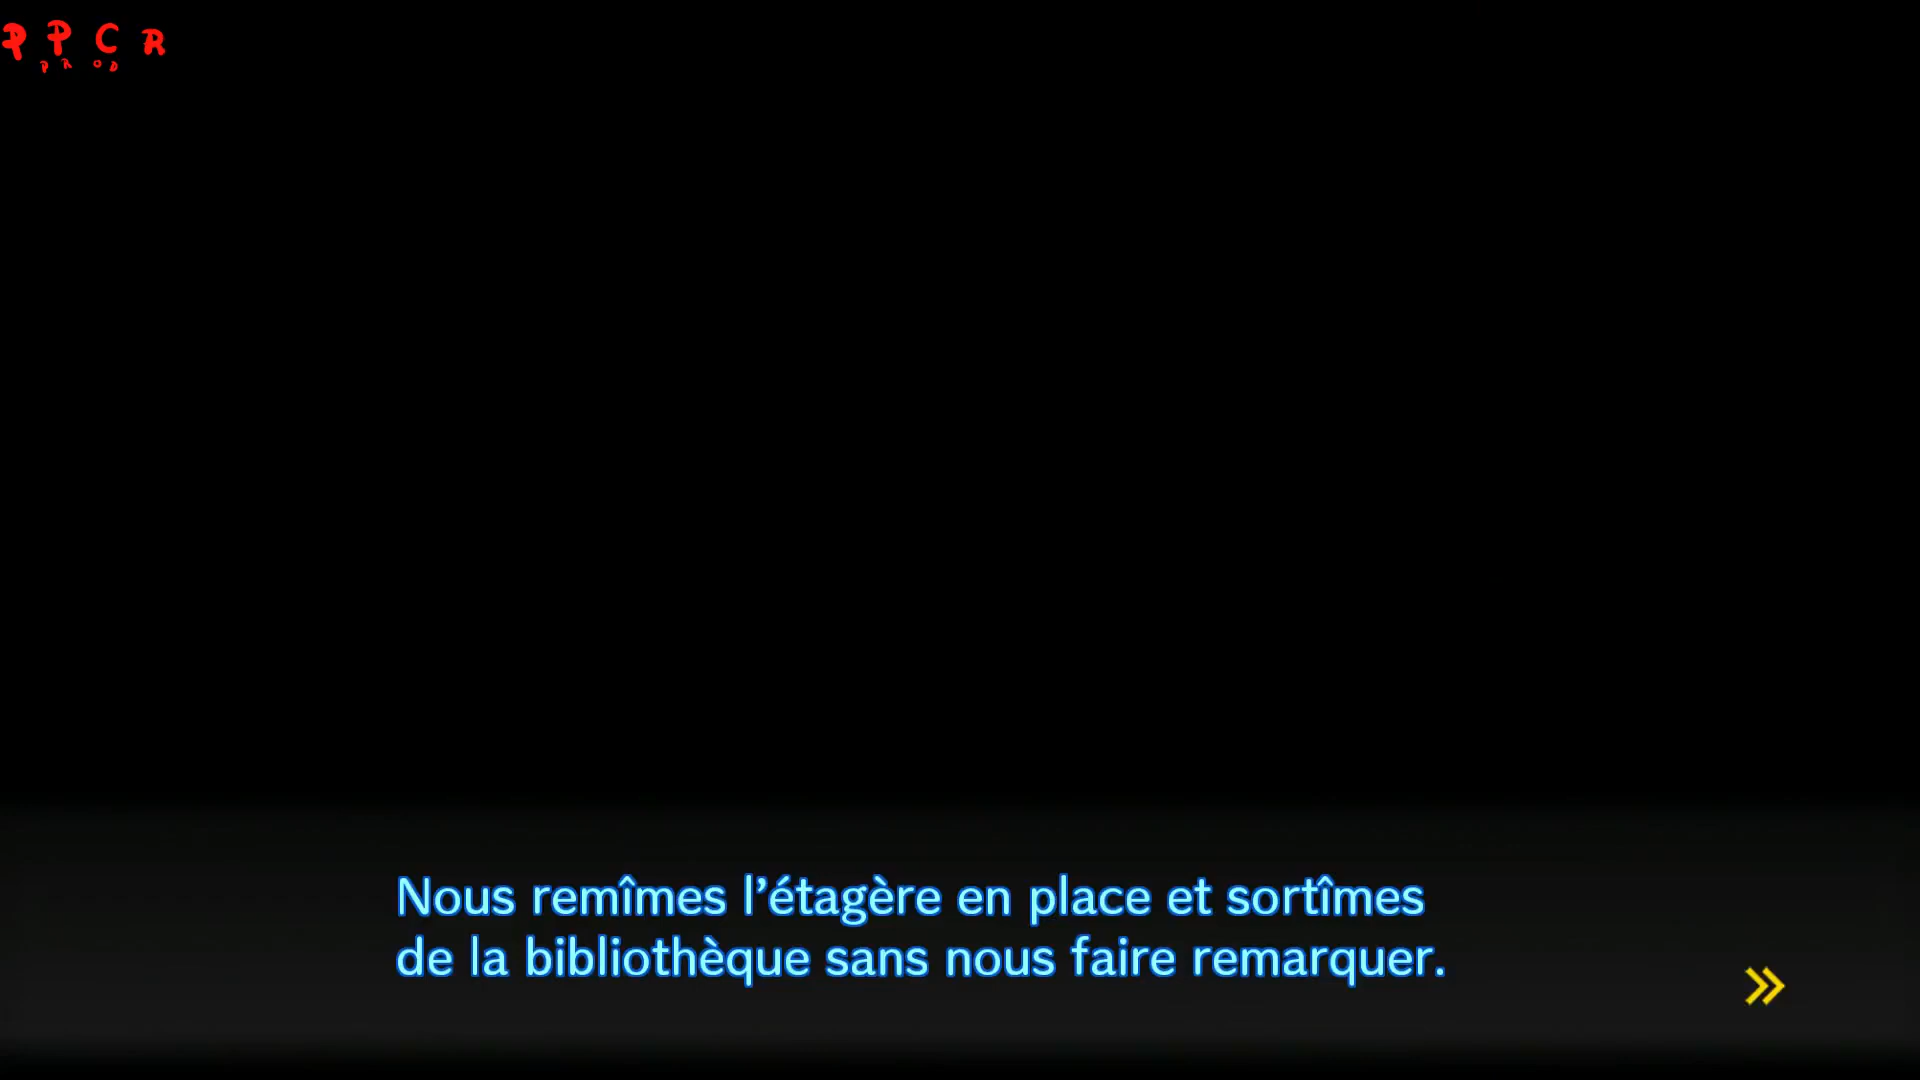 P P C R
P R O D
Nous remîmes l’étagère en place et sortîmes
de la bibliothèque sans nous faire remarquer.